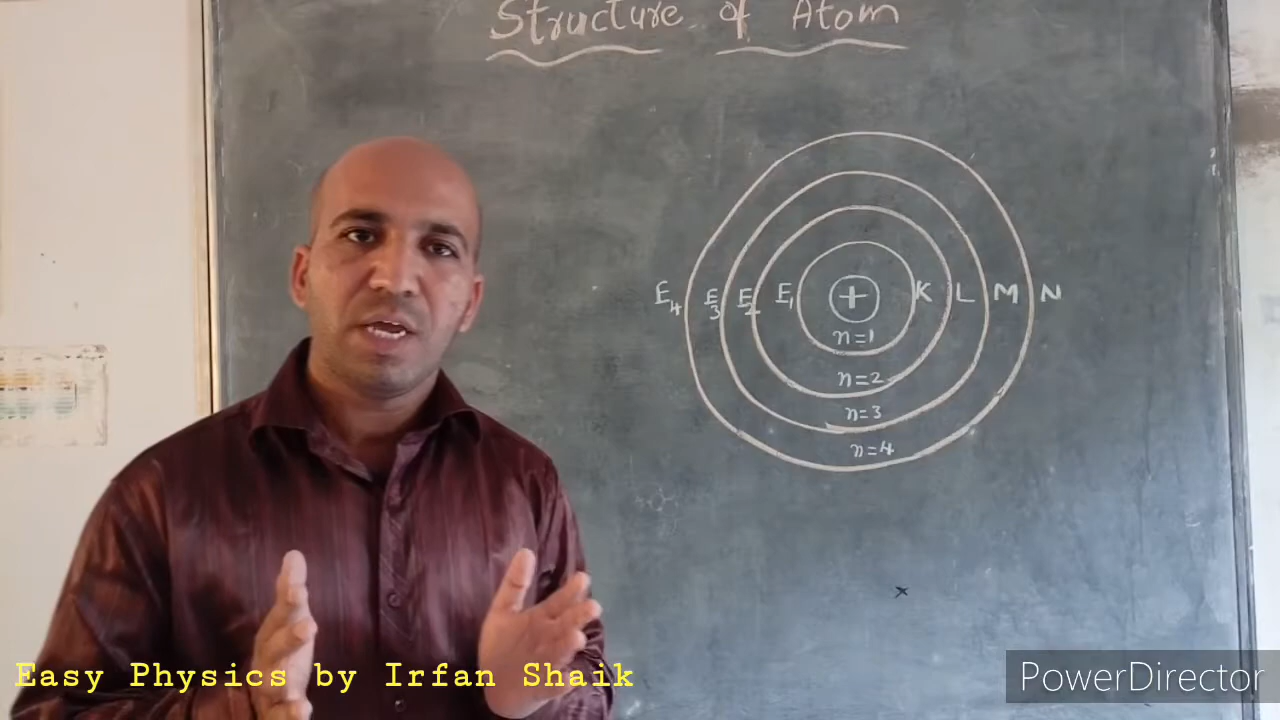 Structure of Atom
E4 E3 E2 E1 + K L M N
n=1
n=2
n=3
n=4
Easy Physics by Irfan Shaik
PowerDirector